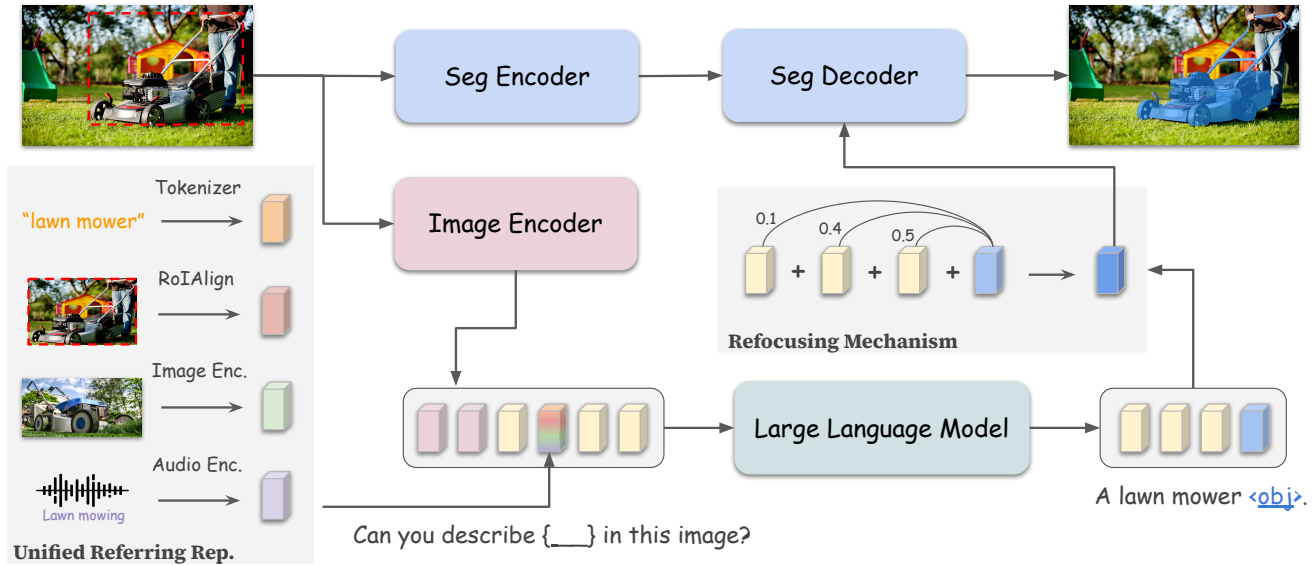 Seg Encoder
Seg Decoder
Tokenizer
"lawn mower"
Image Encoder
RoIAlign
Image Enc.
Audio Enc.
Lawn mowing
Unified Referring Rep.
0.1
0.4
0.5
+ + +
Refocusing Mechanism
Large Language Model
A lawn mower <obj>.
Can you describe {___} in this image?